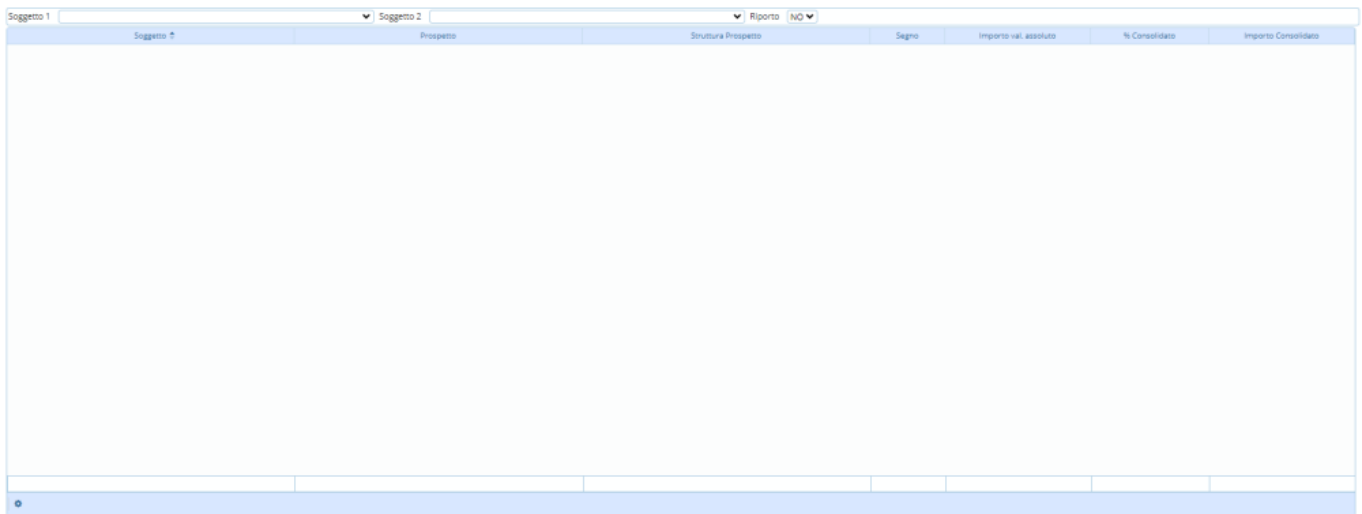 Soggetto 1 Soggetto 2 Riporto NO
Soggetto Prospetto Struttura Prospetto Segno Importo val. assoluto % Consolidato Importo Consolidato